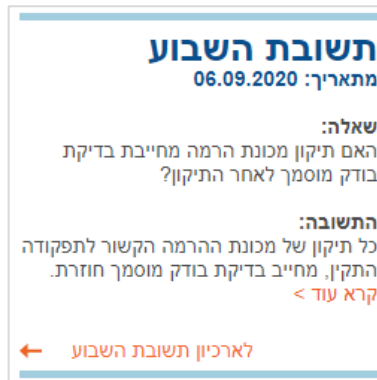 תשובת השבוע
מתאריך: 06.09.2020
שאלה:
האם תיקון מכונת הרמה מחייבת בדיקת
בודק מוסמך לאחר התיקון?
התשובה:
כל תיקון של מכונת ההרמה הקשור לתפקודה
התקין, מחייב בדיקת בודק מוסמך חוזרת.
קרא עוד >
לארכיון תשובת השבוע ←